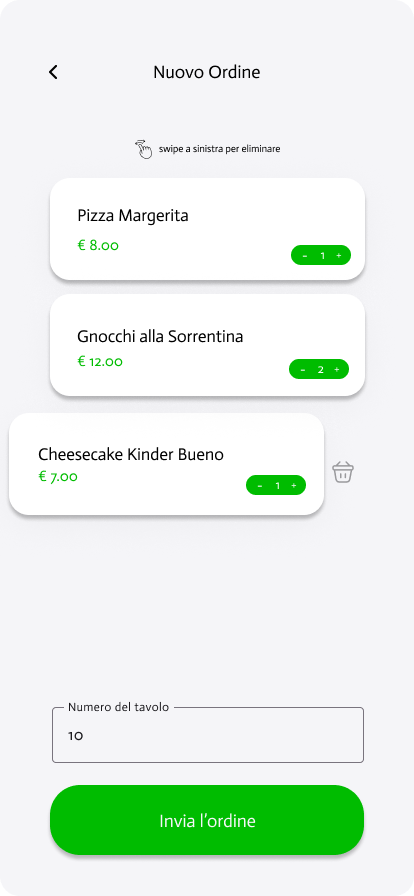 Nuovo Ordine
swipe a sinistra per eliminare
Pizza Margerita
€ 8.00
- 1 +
Gnocchi alla Sorrentina
€ 12.00
- 2 +
Cheesecake Kinder Bueno
€ 7.00
- 1 +
Numero del tavolo
10
Invia l'ordine